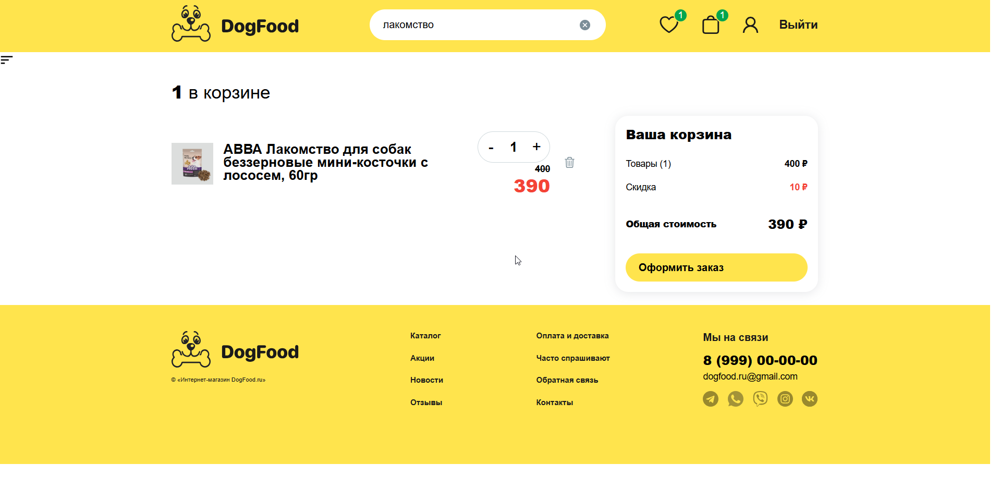 DogFood
лакомство
1
1
Выйти
1 в корзине
ABBA Лакомство для собак
беззерновые мини-косточки с
лососем, 60гр
- 1 +
400
390
Ваша корзина
Товары (1) 400 ₽
Скидка 10 ₽
Общая стоимость 390 ₽
Оформить заказ
DogFood
© «Интернет-магазин DogFood.ru»
Каталог
Акции
Новости
Отзывы
Оплата и доставка
Часто спрашивают
Обратная связь
Контакты
Мы на связи
8 (999) 00-00-00
dogfood.ru@gmail.com